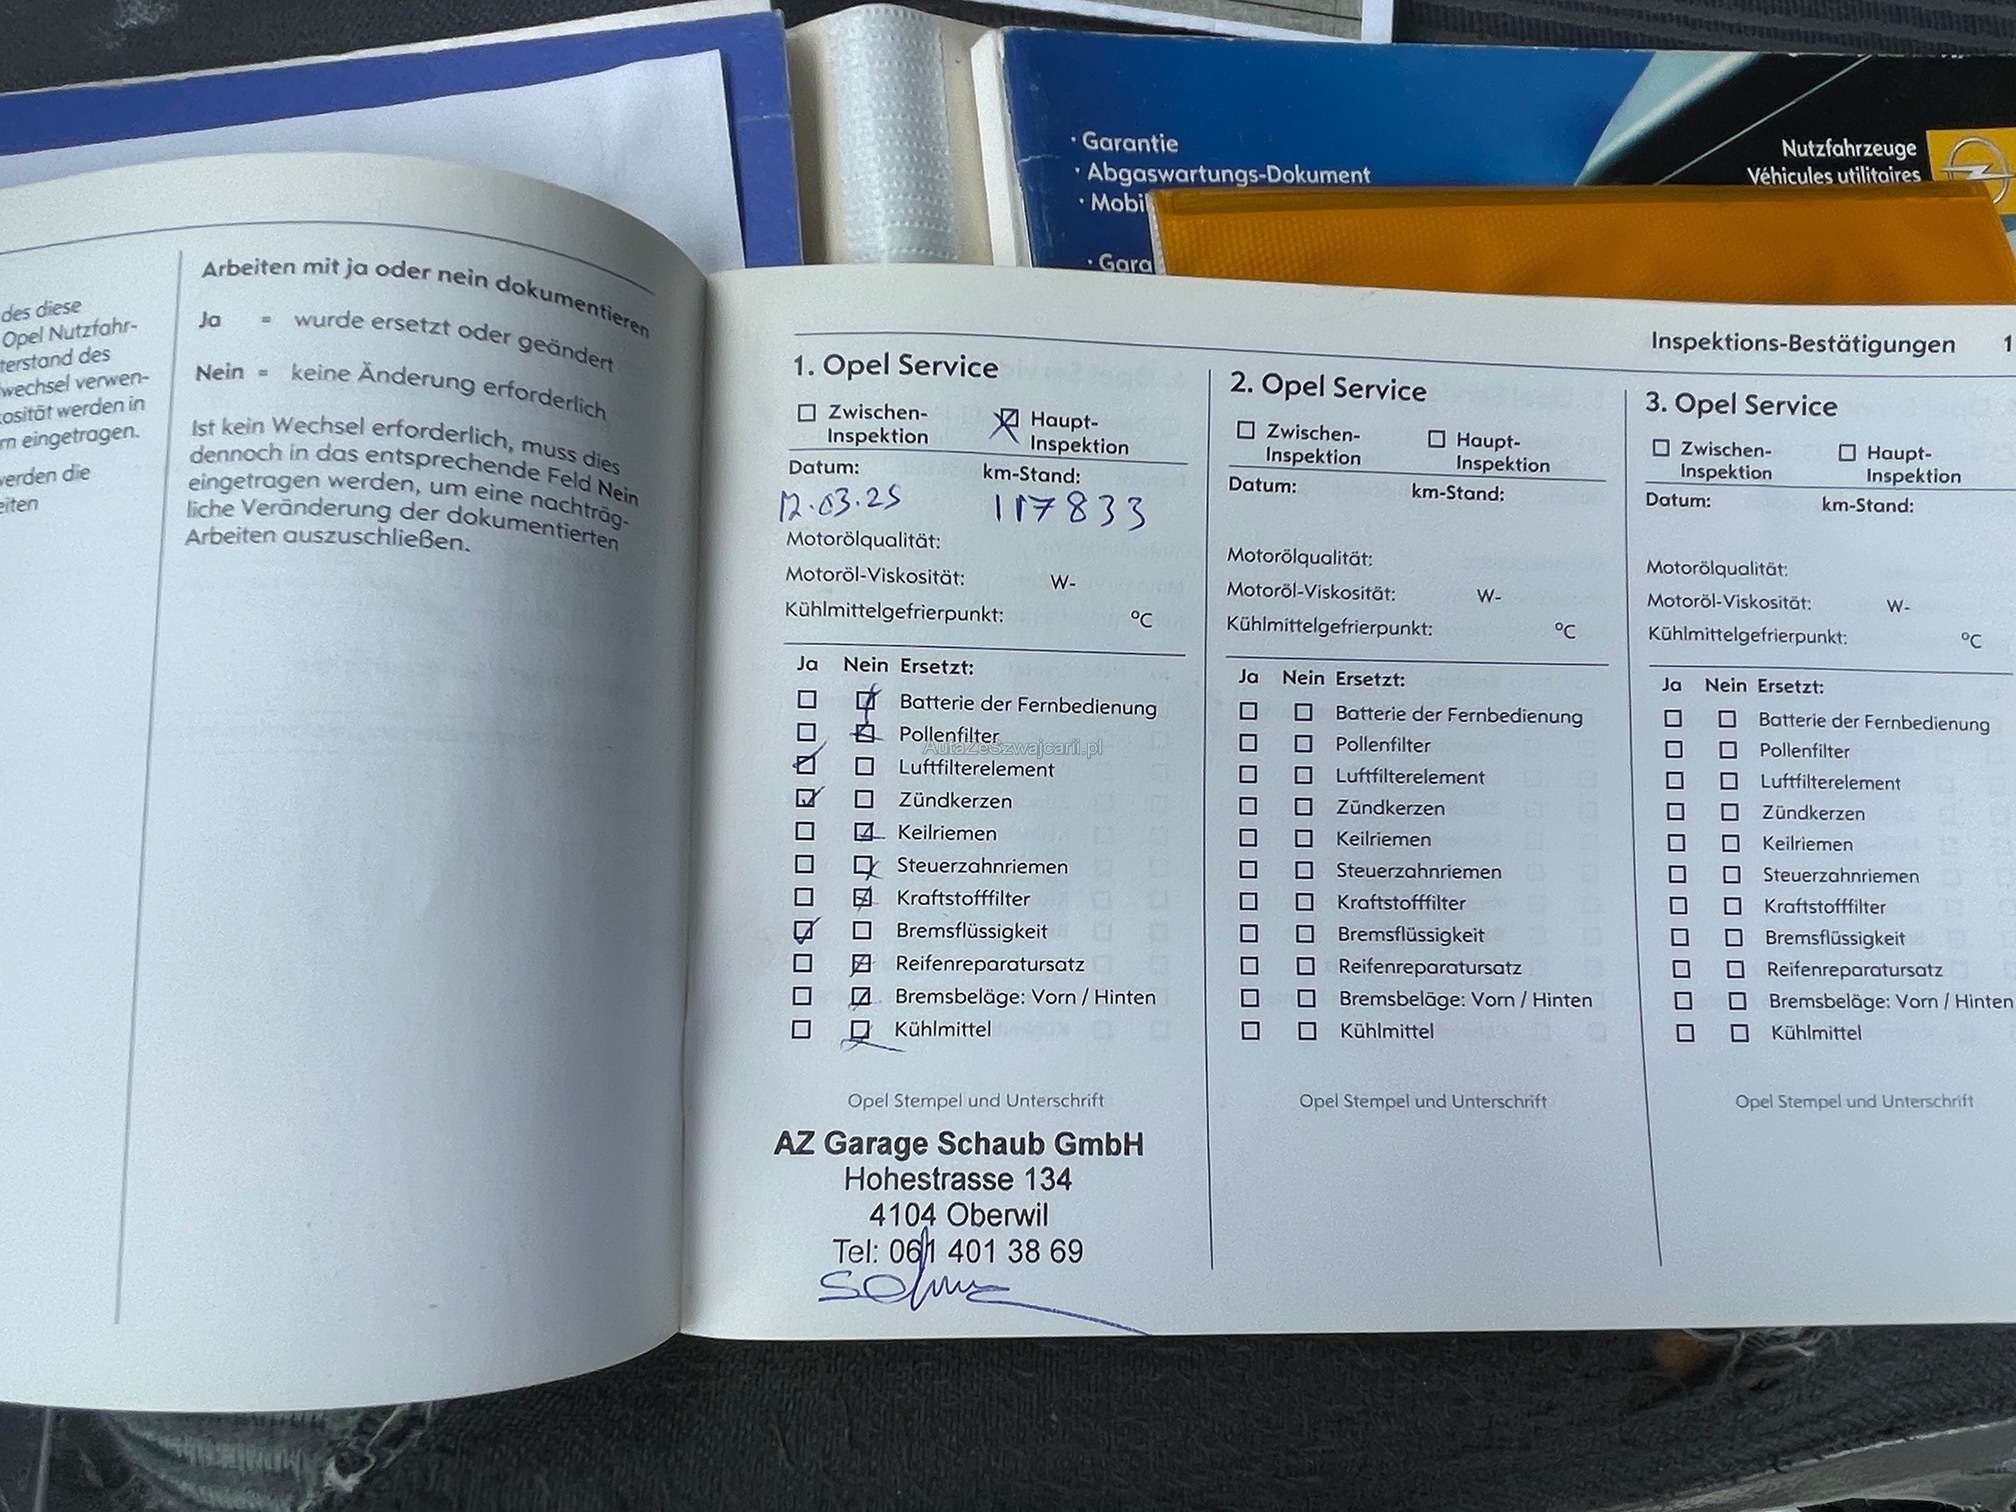 · Garantie
· Abgaswartungs-Dokument
· Mobil
· Gara
Nutzfahrzeuge
Véhicules utilitaires
des diese
Opel Nutzfahr-
terstand des
wechsel verwen-
osität werden in
rn eingetragen.
werden die
eiten
Arbeiten mit ja oder nein dokumentieren
Ja = wurde ersetzt oder geändert
Nein = keine Änderung erforderlich
Ist kein Wechsel erforderlich, muss dies
dennoch in das entsprechende Feld Nein
eingetragen werden, um eine nachträg-
liche Veränderung der dokumentierten
Arbeiten auszuschließen.
Inspektions-Bestätigungen 1
1. Opel Service
Zwischen-
Inspektion
Haupt-
Inspektion
Datum: km-Stand:
12.03.25 117833
Motorölqualität:
Motoröl-Viskosität: W-
Kühlmittelgefrierpunkt: °C
Ja Nein Ersetzt:
Batterie der Fernbedienung
Pollenfilter
AutaZeSzwajcarii.pl
Luftfilterelement
Zündkerzen
Keilriemen
Steuerzahnriemen
Kraftstofffilter
Bremsflüssigkeit
Reifenreparatursatz
Bremsbeläge: Vorn / Hinten
Kühlmittel
Opel Stempel und Unterschrift
AZ Garage Schaub GmbH
Hohestrasse 134
4104 Oberwil
Tel: 061 401 38 69
2. Opel Service
Zwischen-
Inspektion
Haupt-
Inspektion
Datum: km-Stand:
Motorölqualität:
Motoröl-Viskosität: W-
Kühlmittelgefrierpunkt: °C
Ja Nein Ersetzt:
Batterie der Fernbedienung
Pollenfilter
Luftfilterelement
Zündkerzen
Keilriemen
Steuerzahnriemen
Kraftstofffilter
Bremsflüssigkeit
Reifenreparatursatz
Bremsbeläge: Vorn / Hinten
Kühlmittel
Opel Stempel und Unterschrift
3. Opel Service
Zwischen-
Inspektion
Haupt-
Inspektion
Datum: km-Stand:
Motorölqualität:
Motoröl-Viskosität: W-
Kühlmittelgefrierpunkt: °C
Ja Nein Ersetzt:
Batterie der Fernbedienung
Pollenfilter
Luftfilterelement
Zündkerzen
Keilriemen
Steuerzahnriemen
Kraftstofffilter
Bremsflüssigkeit
Reifenreparatursatz
Bremsbeläge: Vorn / Hinten
Kühlmittel
Opel Stempel und Unterschrift